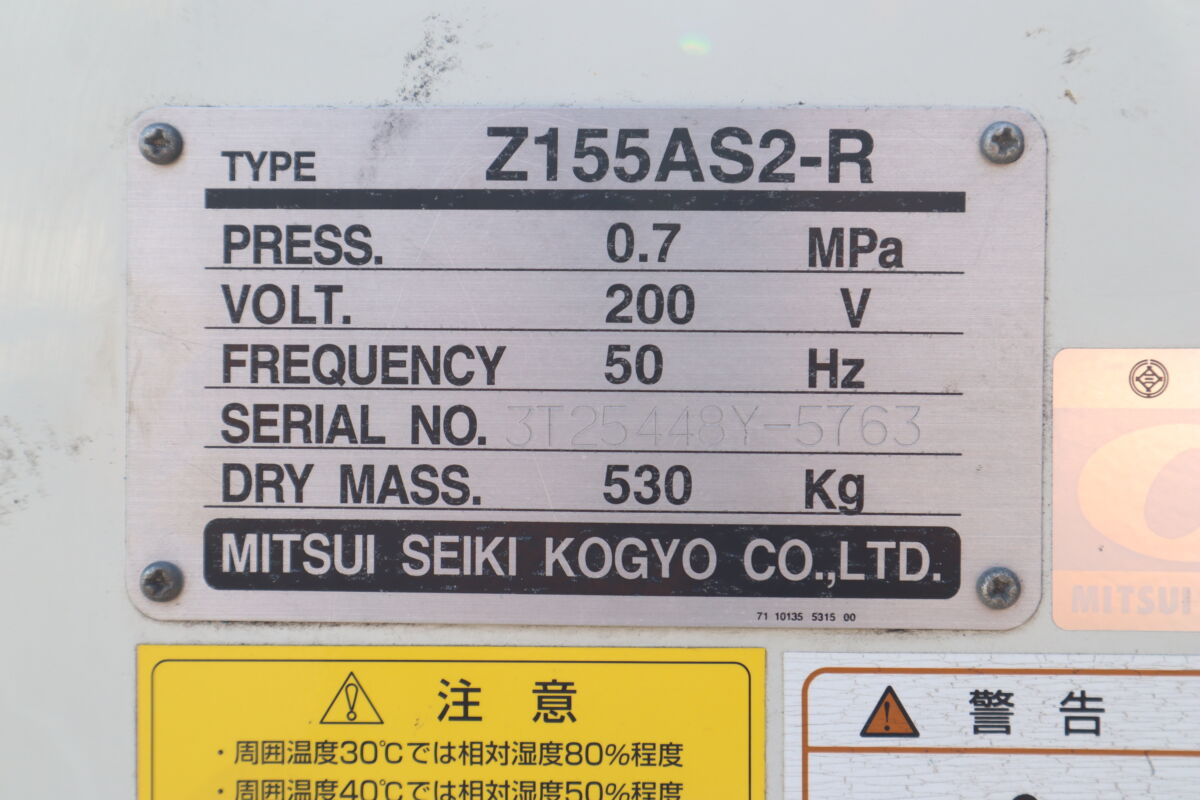 TYPE Z155AS2-R
PRESS. 0.7 MPa
VOLT. 200 V
FREQUENCY 50 Hz
SERIAL NO. 3T25448Y-5763
DRY MASS. 530 Kg
MITSUI SEIKI KOGYO CO.,LTD.
71 10135 5315 00
MITSUI
注意
・周囲温度30℃では相対湿度80%程度
・周囲温度40℃では相対湿度50%程度
警告